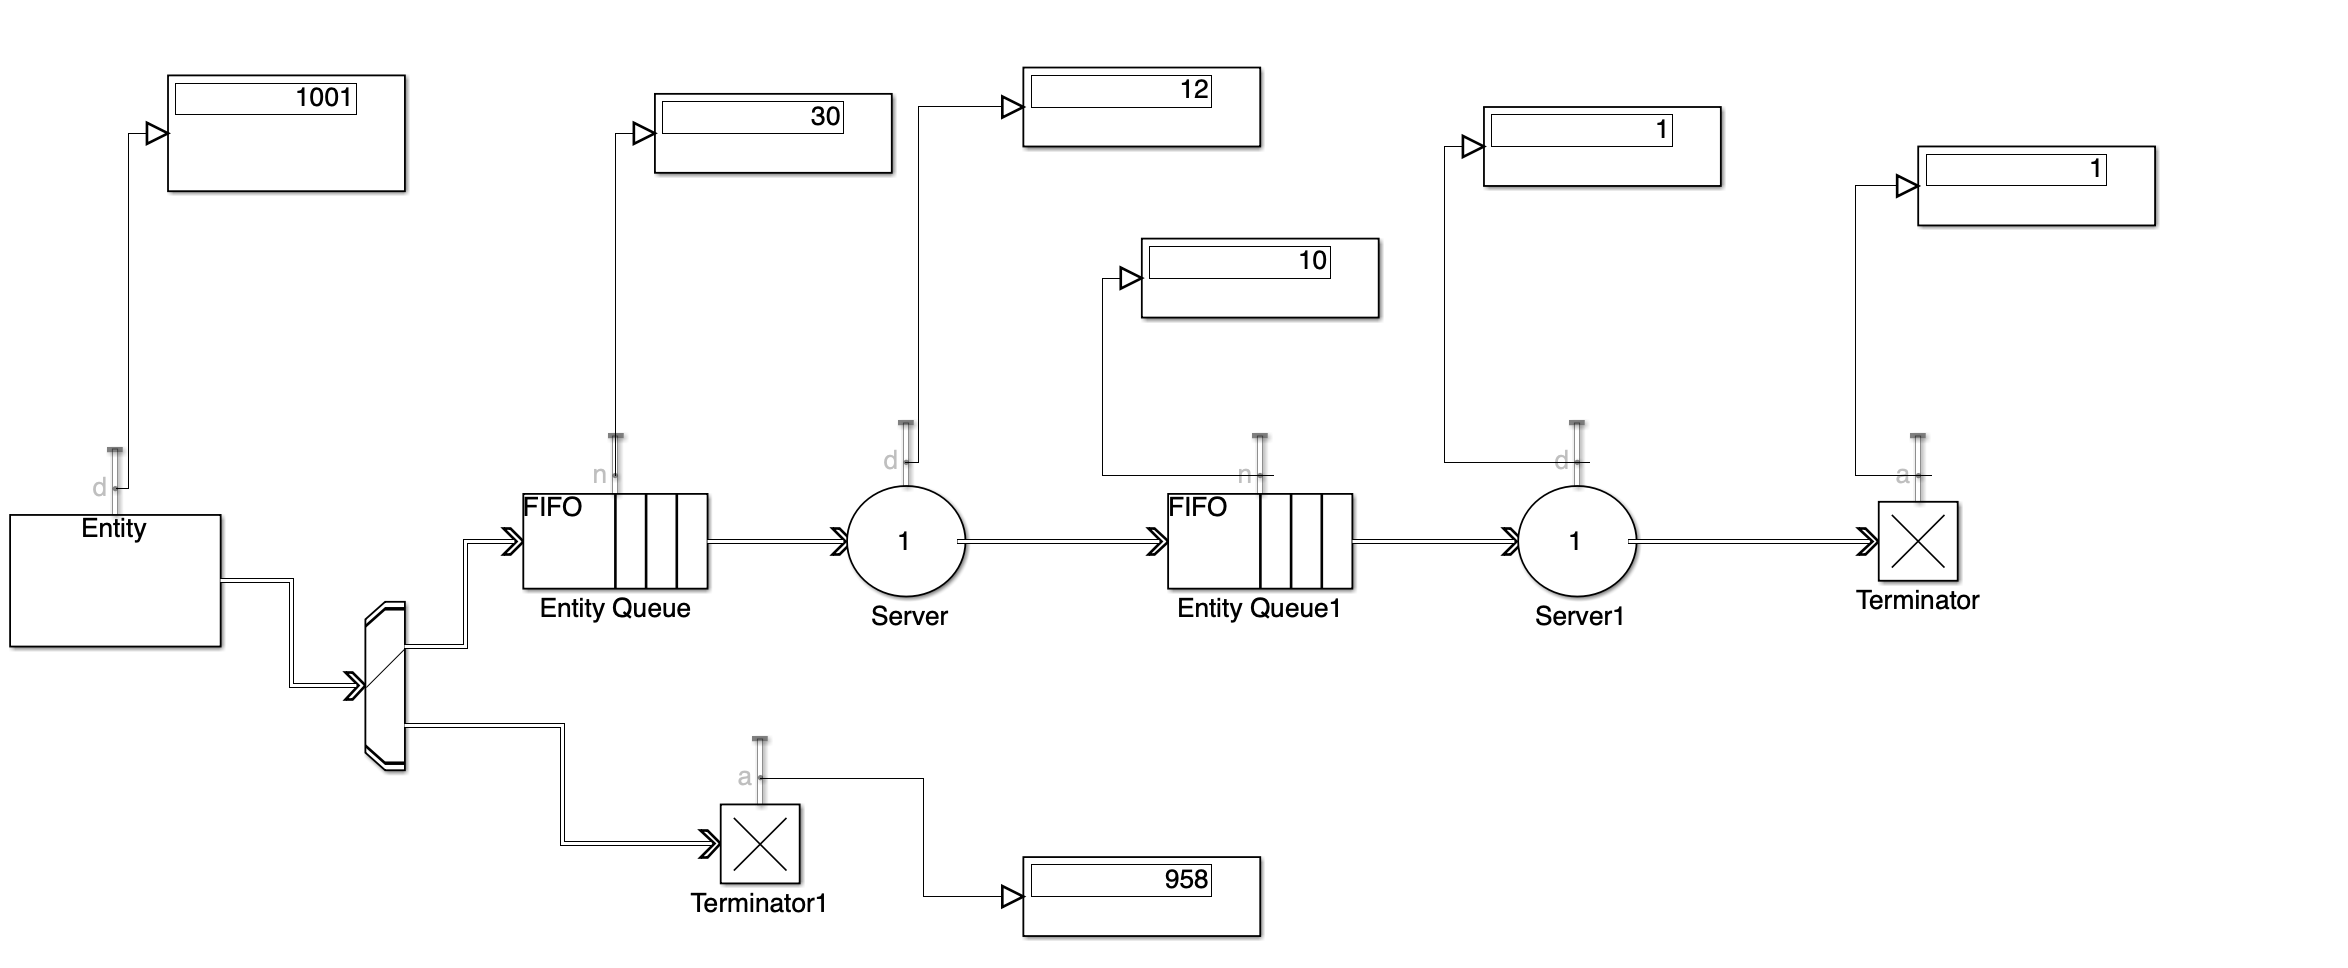 1001
30
12
1
1
10
d
n
d
n
d
a
Entity
FIFO
1
FIFO
1
Entity Queue
Server
Entity Queue1
Server1
Terminator
a
958
Terminator1